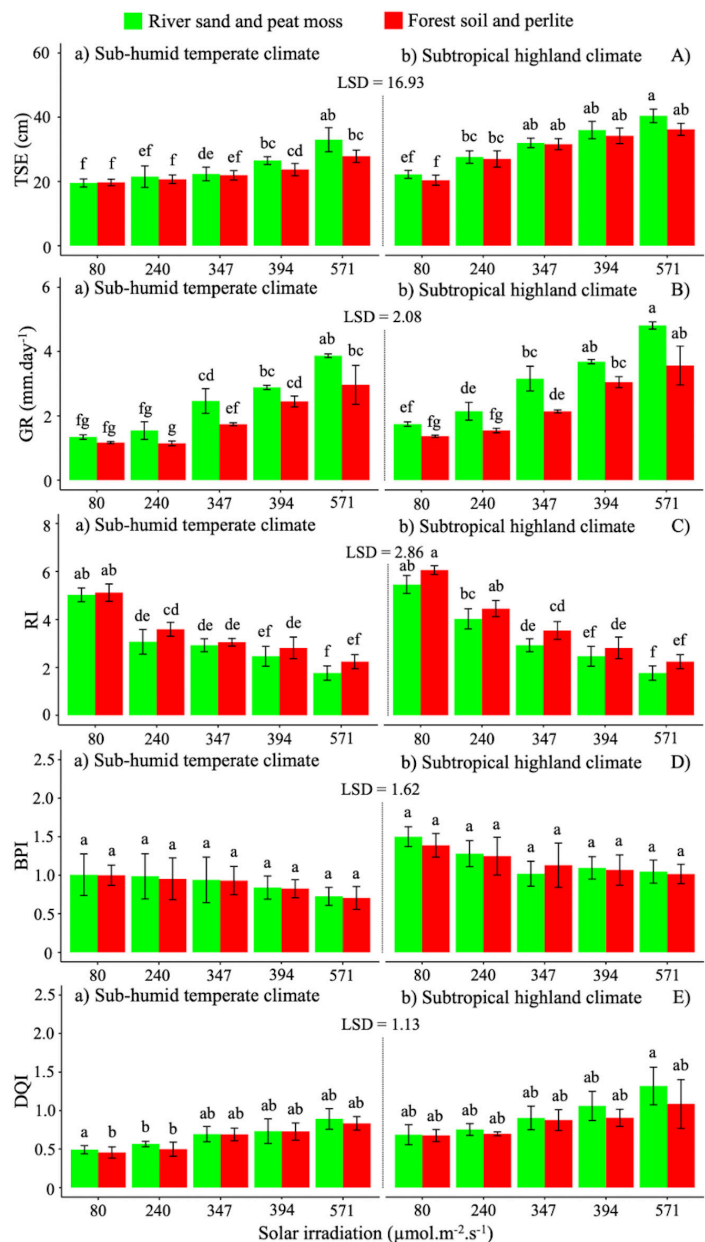 River sand and peat moss Forest soil and perlite
a) Sub-humid temperate climate b) Subtropical highland climate A)
LSD = 16.93
TSE (cm)
60
40
20
0
f f ef f de ef bc cd ab bc
ef f bc bc ab ab ab ab a ab
80 240 347 394 571 80 240 347 394 571
a) Sub-humid temperate climate b) Subtropical highland climate B)
LSD = 2.08
GR (mm.day⁻¹)
6
4
2
0
fg fg fg g cd ef bc cd ab bc
ef fg de fg bc de ab bc a ab
80 240 347 394 571 80 240 347 394 571
a) Sub-humid temperate climate b) Subtropical highland climate C)
LSD = 2.86
RI
8
6
4
2
0
ab ab de cd de de ef de f ef
ab a bc ab de cd ef de f ef
80 240 347 394 571 80 240 347 394 571
a) Sub-humid temperate climate b) Subtropical highland climate D)
LSD = 1.62
BPI
2.5
2.0
1.5
1.0
0.5
0
a a a a a a a a a a
a a a a a a a a a a
80 240 347 394 571 80 240 347 394 571
a) Sub-humid temperate climate b) Subtropical highland climate E)
LSD = 1.13
DQI
2.5
2.0
1.5
1.0
0.5
0
a b b b ab ab ab ab ab ab
ab ab ab ab ab ab ab ab a ab
80 240 347 394 571 80 240 347 394 571
Solar irradiation (µmol.m⁻².s⁻¹)